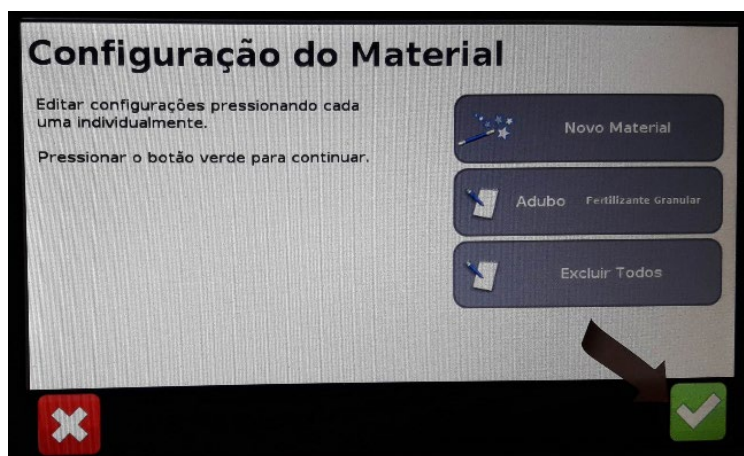 Configuração do Material
Editar configurações pressionando cada
uma individualmente.
Pressionar o botão verde para continuar.
Novo Material
Adubo Fertilizante Granular
Excluir Todos